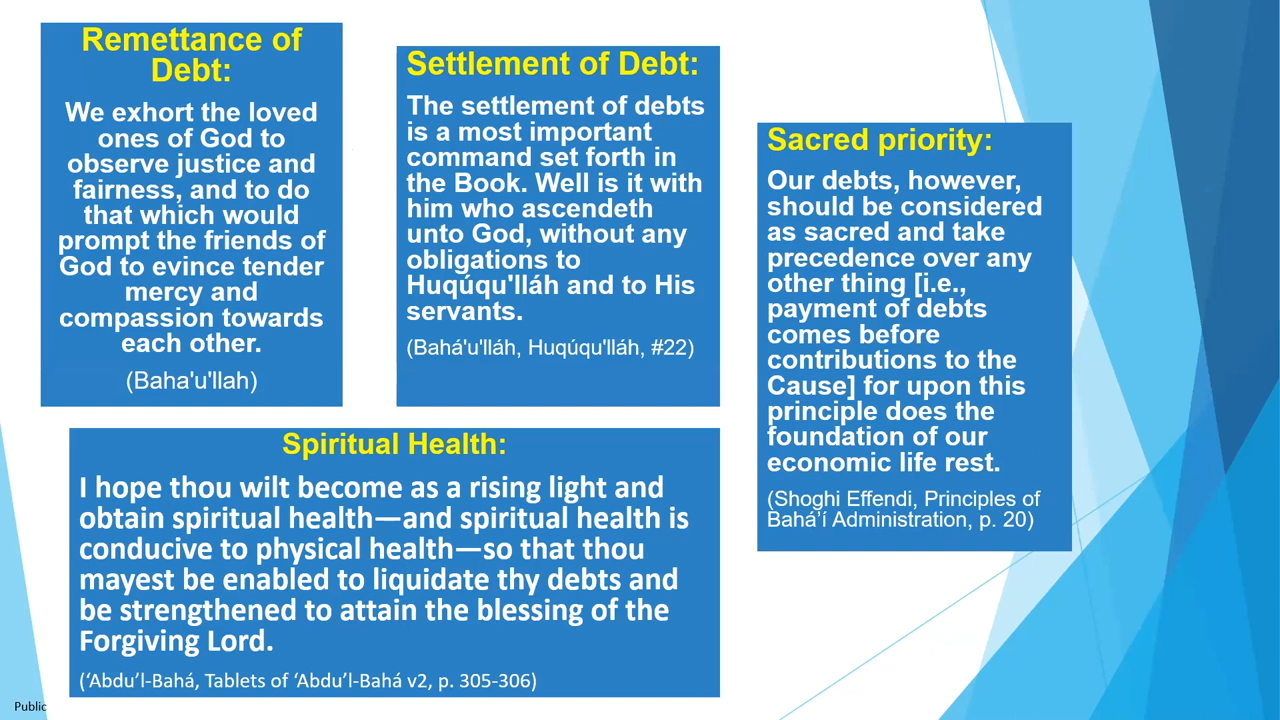 Remettance of
Debt:
We exhort the loved
ones of God to
observe justice and
fairness, and to do
that which would
prompt the friends of
God to evince tender
mercy and
compassion towards
each other.
(Baha'u'llah)
Settlement of Debt:
The settlement of debts
is a most important
command set forth in
the Book. Well is it with
him who ascendeth
unto God, without any
obligations to
Huqúqu'lláh and to His
servants.
(Bahá'u'lláh, Huqúqu'lláh, #22)
Sacred priority:
Our debts, however,
should be considered
as sacred and take
precedence over any
other thing [i.e.,
payment of debts
comes before
contributions to the
Cause] for upon this
principle does the
foundation of our
economic life rest.
(Shoghi Effendi, Principles of
Bahá’í Administration, p. 20)
Spiritual Health:
I hope thou wilt become as a rising light and
obtain spiritual health—and spiritual health is
conducive to physical health—so that thou
mayest be enabled to liquidate thy debts and
be strengthened to attain the blessing of the
Forgiving Lord.
(‘Abdu’l-Bahá, Tablets of ‘Abdu’l-Bahá v2, p. 305-306)
Public